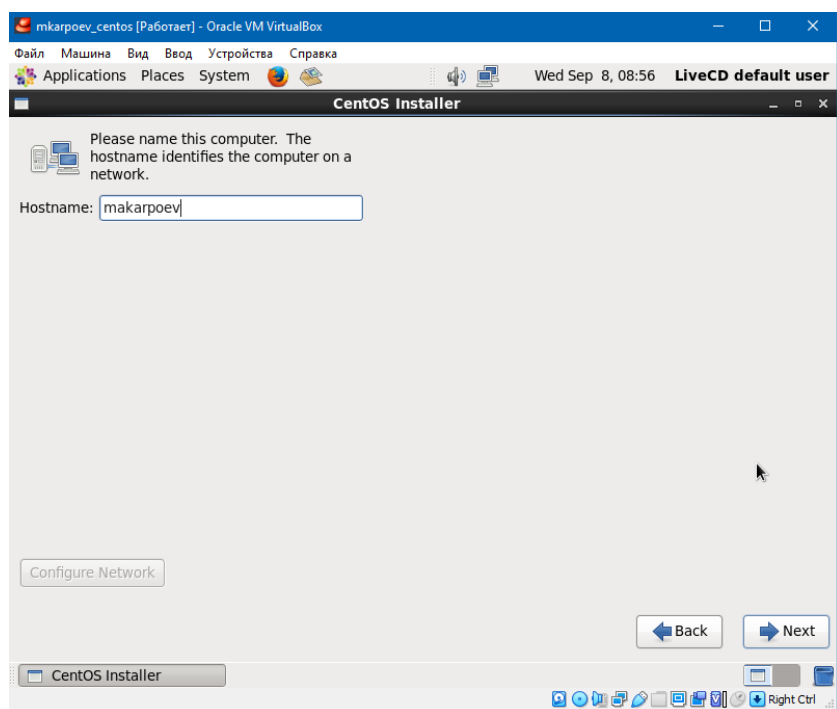 mkarpoev_centos [Работает] - Oracle VM VirtualBox
Файл Машина Вид Ввод Устройства Справка
Applications Places System Wed Sep 8, 08:56 LiveCD default user
CentOS Installer
Please name this computer. The
hostname identifies the computer on a
network.
Hostname: makarpoev
Configure Network
Back Next
CentOS Installer
Right Ctrl